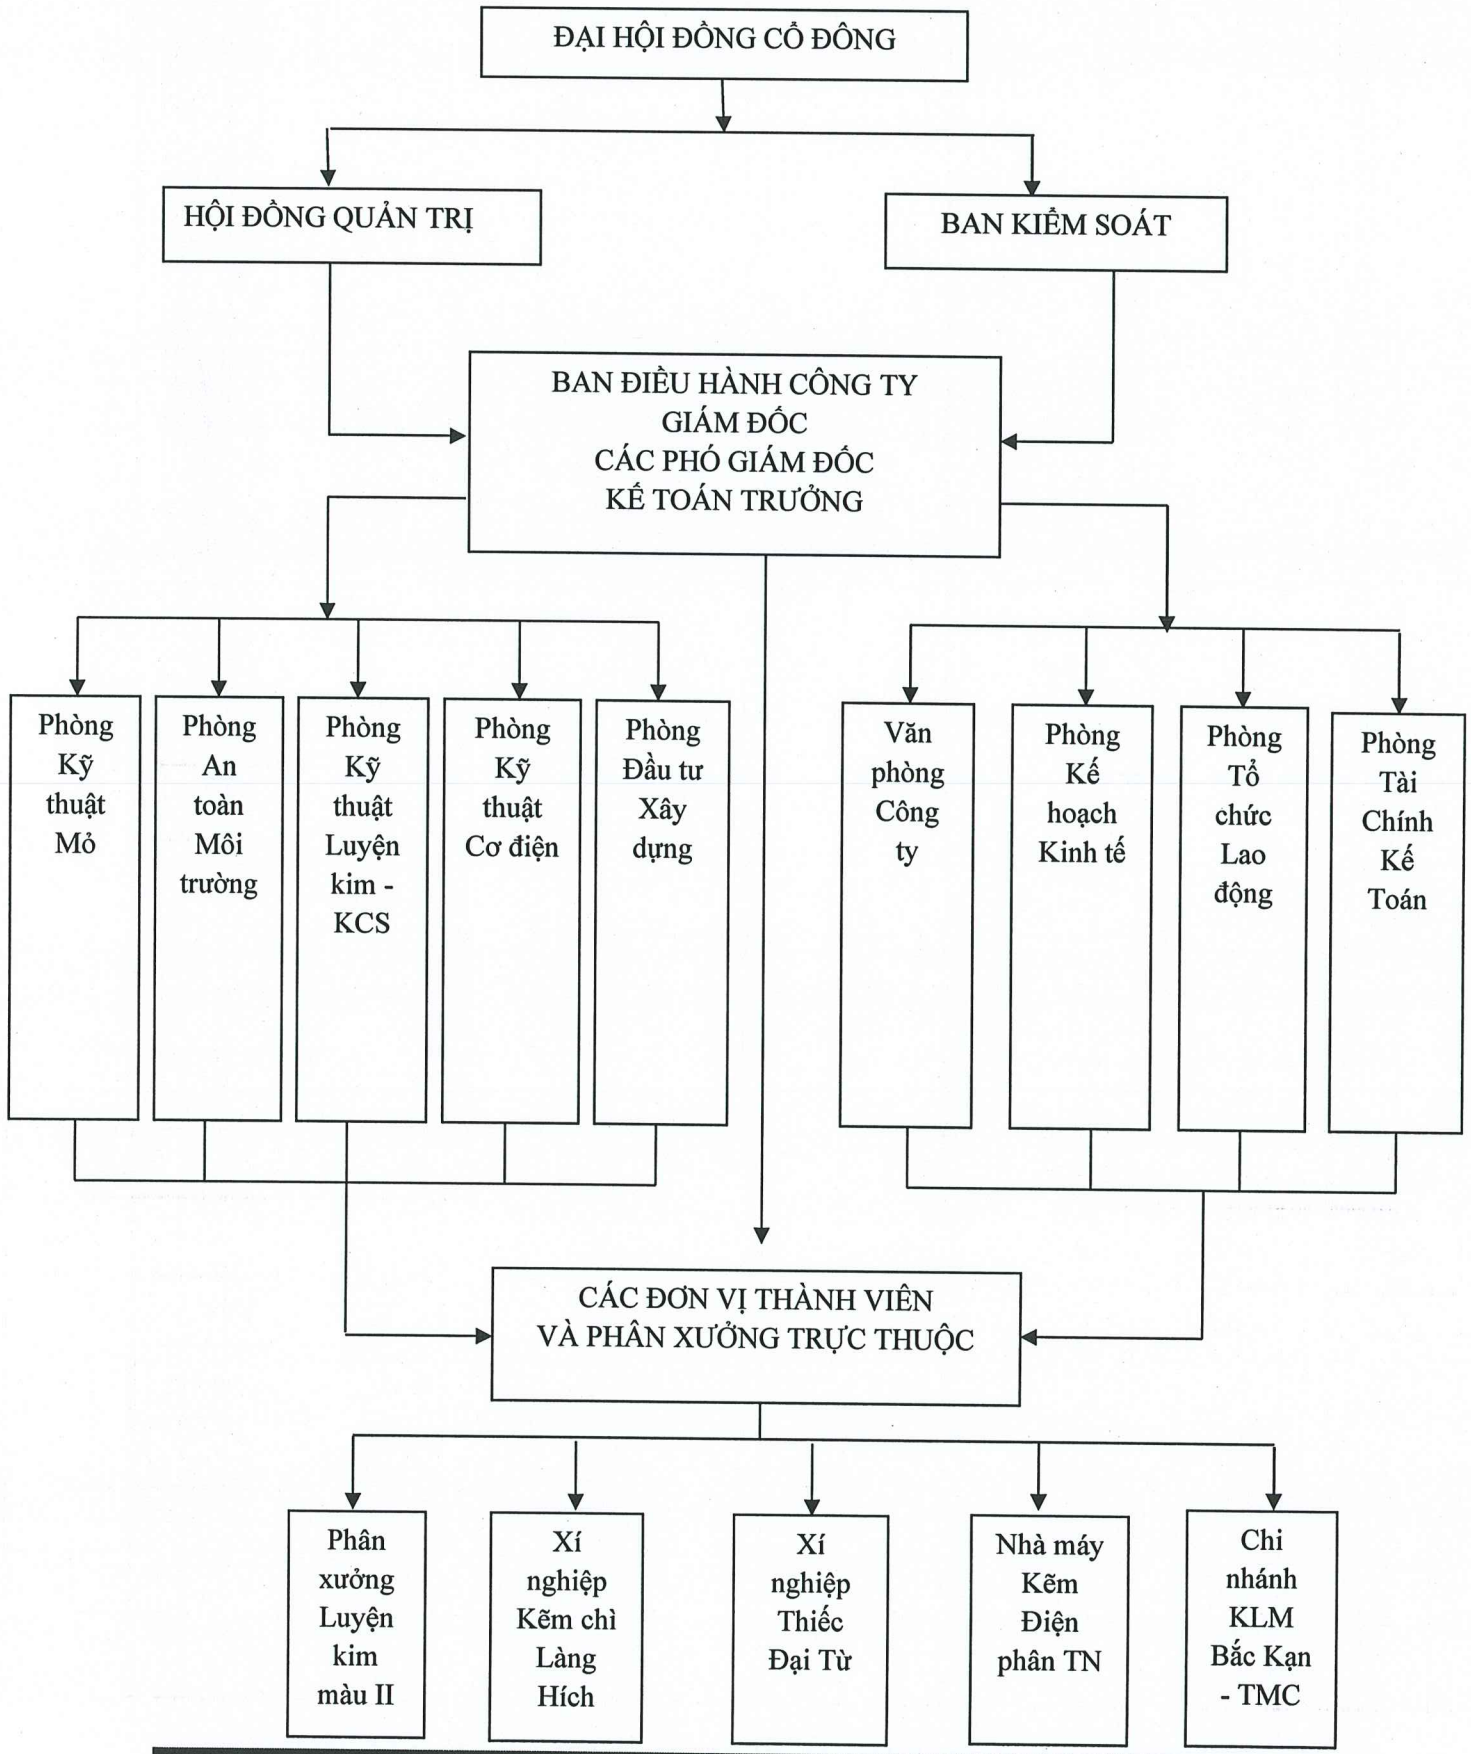 ĐẠI HỘI ĐỒNG CỔ ĐÔNG
HỘI ĐỒNG QUẢN TRỊ
BAN KIỂM SOÁT
BAN ĐIỀU HÀNH CÔNG TY
GIÁM ĐỐC
CÁC PHÓ GIÁM ĐỐC
KẾ TOÁN TRƯỞNG
Phòng
Kỹ
thuật
Mỏ
Phòng
An
toàn
Môi
trường
Phòng
Kỹ
thuật
Luyện
kim -
KCS
Phòng
Kỹ
thuật
Cơ điện
Phòng
Đầu tư
Xây
dựng
Văn
phòng
Công
ty
Phòng
Kế
hoạch
Kinh tế
Phòng
Tổ
chức
Lao
động
Phòng
Tài
Chính
Kế
Toán
CÁC ĐƠN VỊ THÀNH VIÊN
VÀ PHÂN XƯỞNG TRỰC THUỘC
Phân
xưởng
Luyện
kim
màu II
Xí
nghiệp
Kẽm chì
Làng
Hích
Xí
nghiệp
Thiếc
Đại Từ
Nhà máy
Kẽm
Điện
phân TN
Chi
nhánh
KLM
Bắc Kạn
- TMC